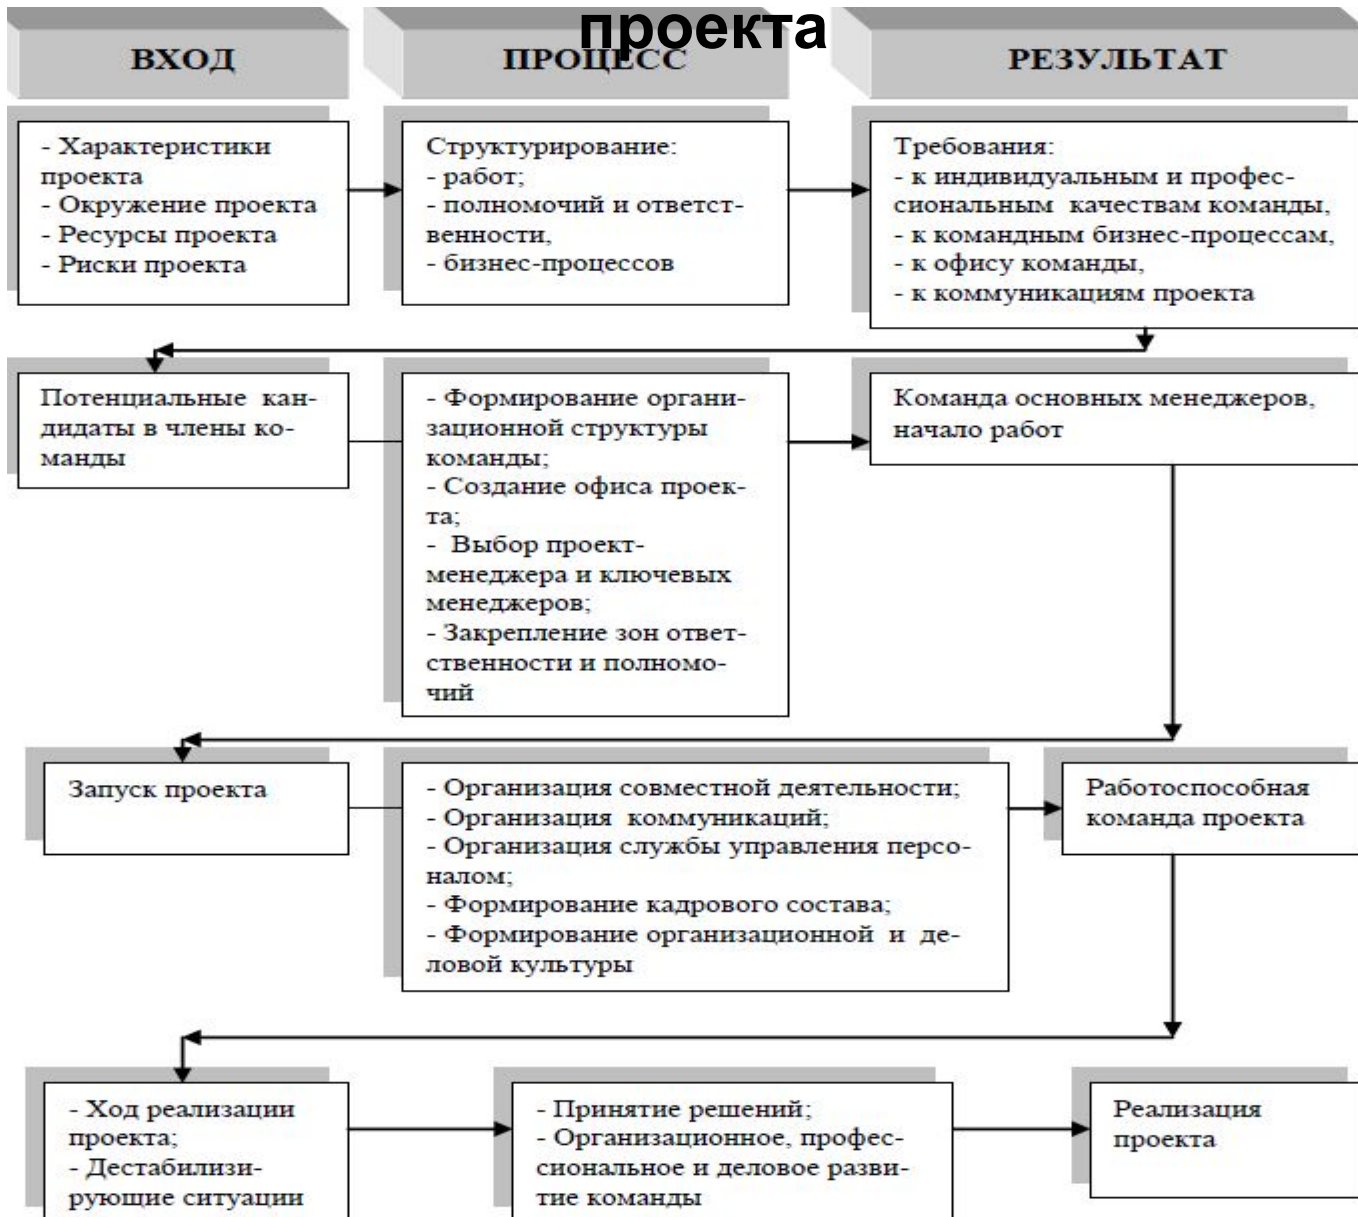 проекта
ВХОД
ПРОЦЕСС
РЕЗУЛЬТАТ
- Характеристики
проекта
- Окружение проекта
- Ресурсы проекта
- Риски проекта
Структурирование:
- работ;
- полномочий и ответст-
венности,
- бизнес-процессов
Требования:
- к индивидуальным и профес-
сиональным качествам команды,
- к командным бизнес-процессам,
- к офису команды,
- к коммуникациям проекта
Потенциальные кан-
дидаты в члены ко-
манды
- Формирование органи-
зационной структуры
команды;
- Создание офиса проек-
та;
- Выбор проект-
менеджера и ключевых
менеджеров;
- Закрепление зон ответ-
ственности и полномо-
чий
Команда основных менеджеров,
начало работ
Запуск проекта
- Организация совместной деятельности;
- Организация коммуникаций;
- Организация службы управления персо-
налом;
- Формирование кадрового состава;
- Формирование организационной и де-
ловой культуры
Работоспособная
команда проекта
- Ход реализации
проекта;
- Дестабилизи-
рующие ситуации
- Принятие решений;
- Организационное, профес-
сиональное и деловое разви-
тие команды
Реализация
проекта